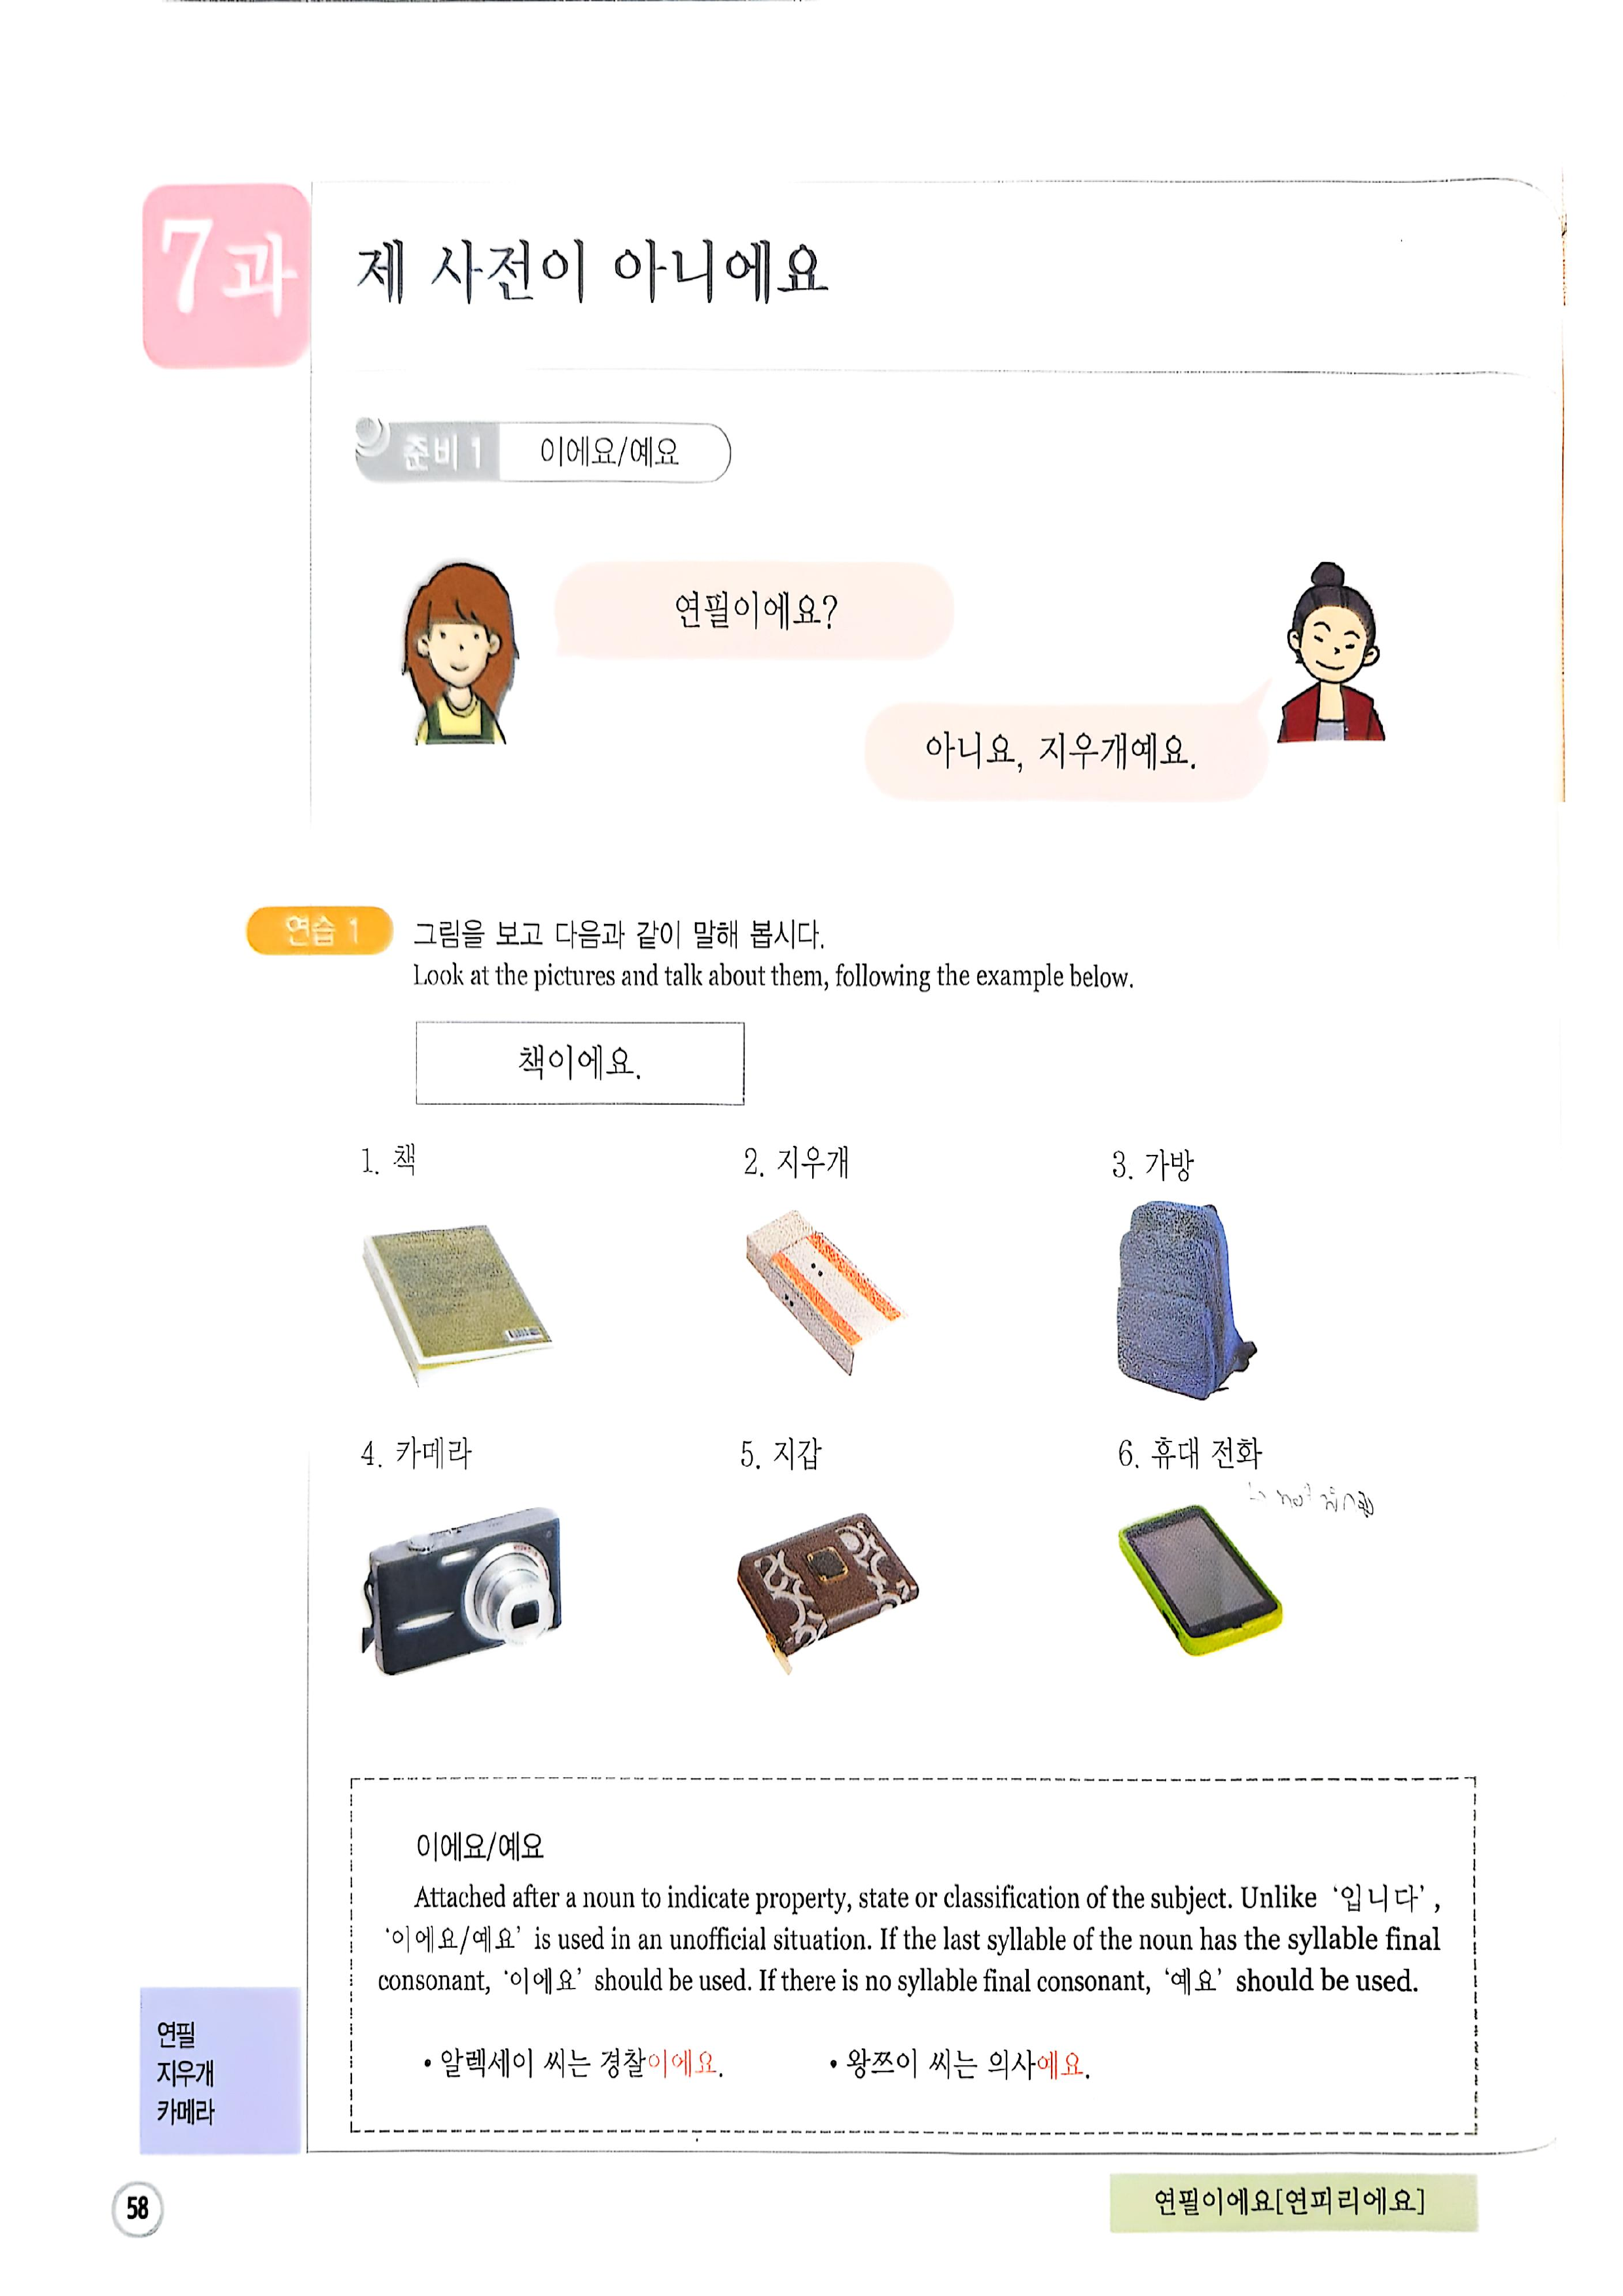 7과
제 사전이 아니에요
준비 1 이에요/예요
연필이에요?
아니요, 지우개예요.
연습 1 그림을 보고 다음과 같이 말해 봅시다.
Look at the pictures and talk about them, following the example below.
책이에요.
1. 책 2. 지우개 3. 가방
4. 카메라 5. 지갑 6. 휴대 전화
not
이에요/예요
Attached after a noun to indicate property, state or classification of the subject. Unlike ‘입니다’,
‘이에요/예요’ is used in an unofficial situation. If the last syllable of the noun has the syllable final
consonant, ‘이에요’ should be used. If there is no syllable final consonant, ‘예요’ should be used.
• 알렉세이 씨는 경찰이에요. • 왕쯔이 씨는 의사예요.
연필
지우개
카메라
58
연필이에요[연피리에요]